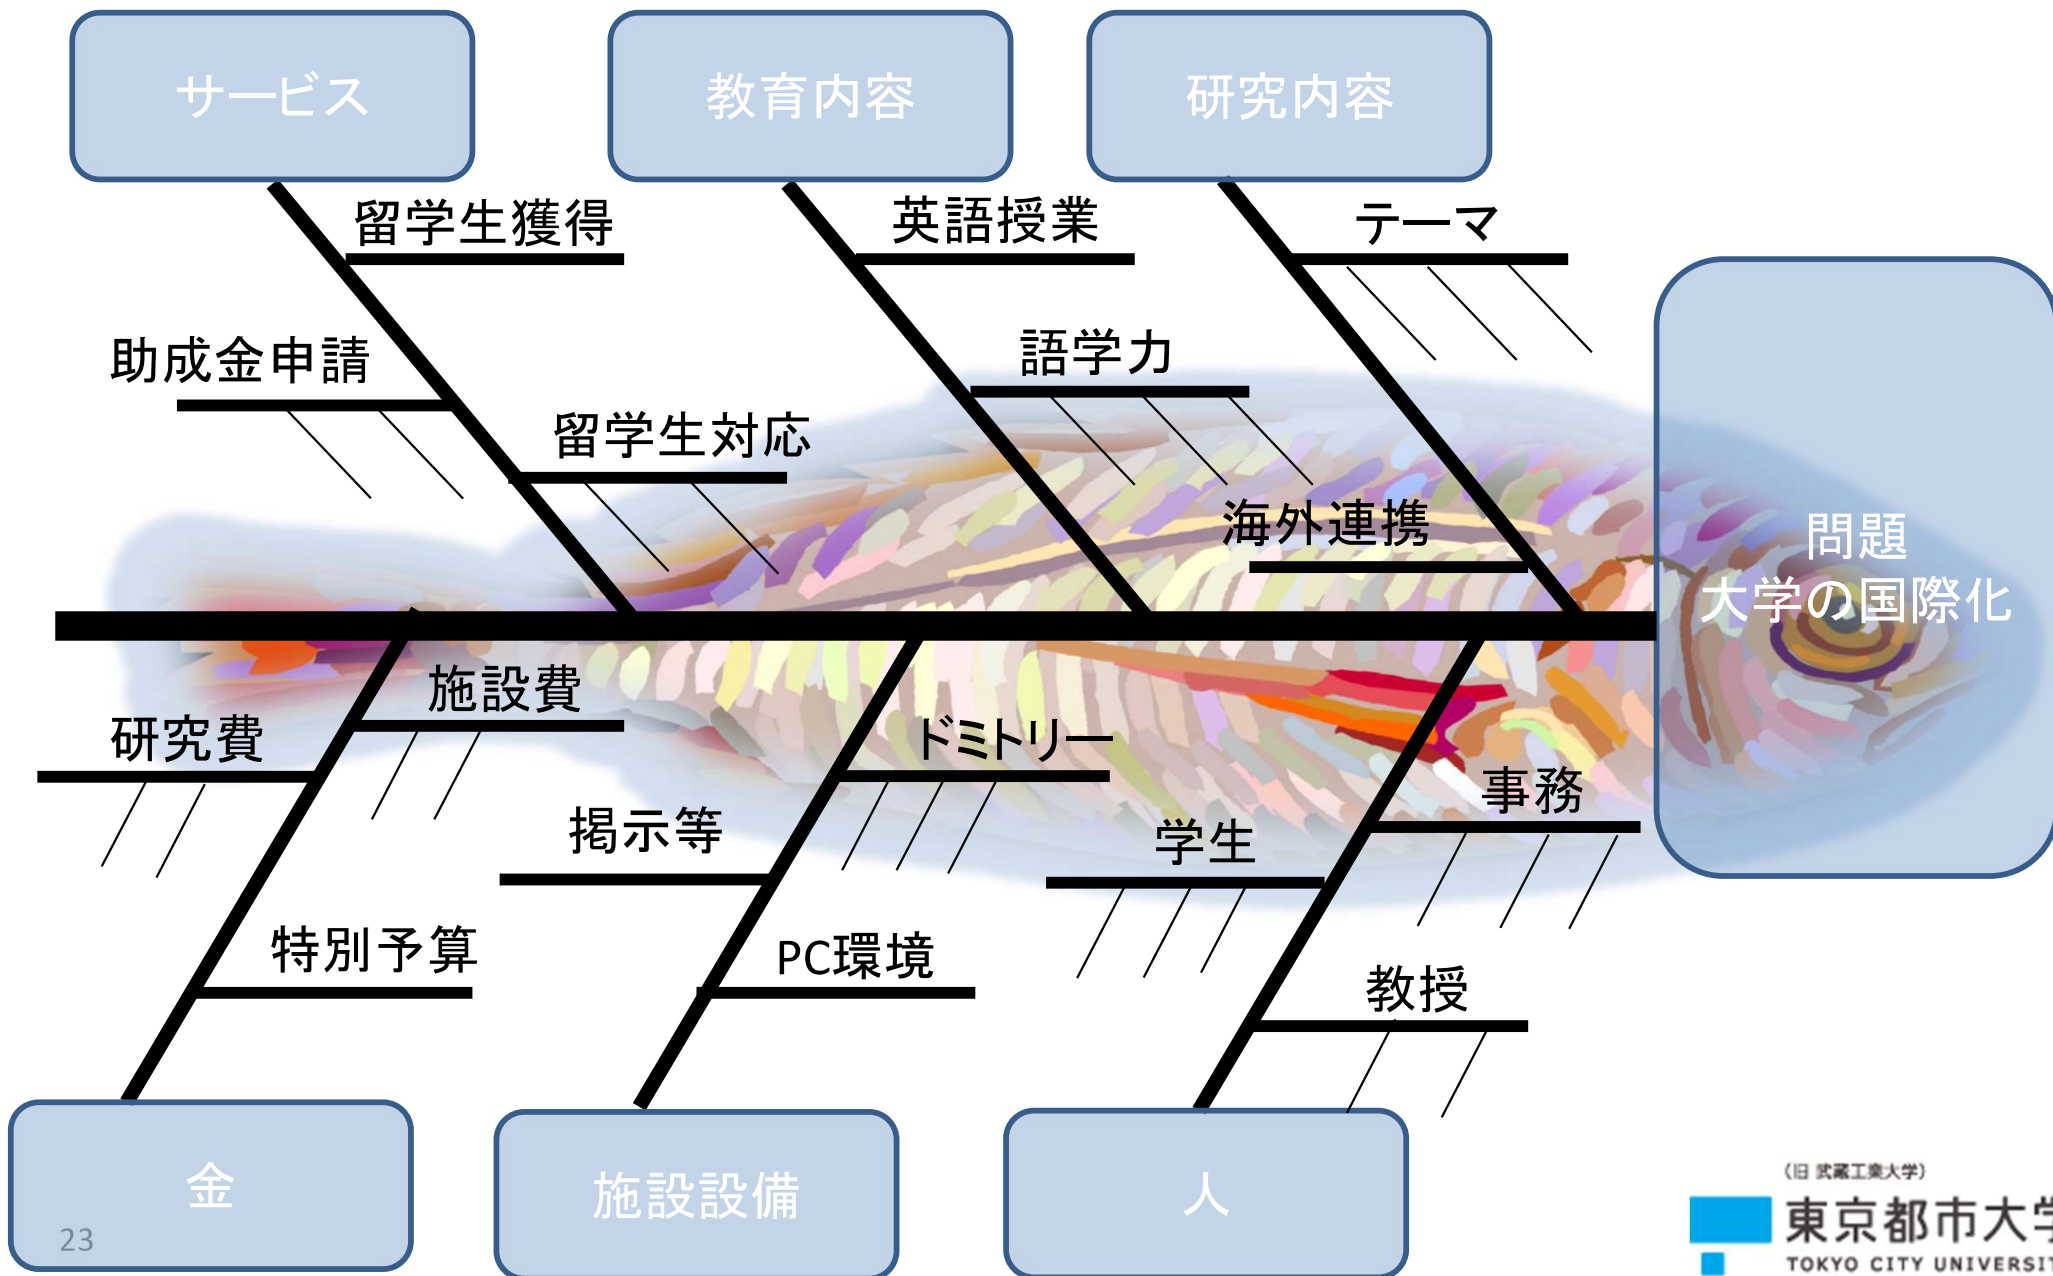 サービス
教育内容
研究内容
留学生獲得
英語授業
テーマ
助成金申請
語学力
留学生対応
海外連携
問題
大学の国際化
施設費
研究費
ドミトリー
事務
掲示等
学生
特別予算
PC環境
教授
金
施設設備
人
23
(旧 武蔵工業大学)
東京都市大学
TOKYO CITY UNIVERSIT